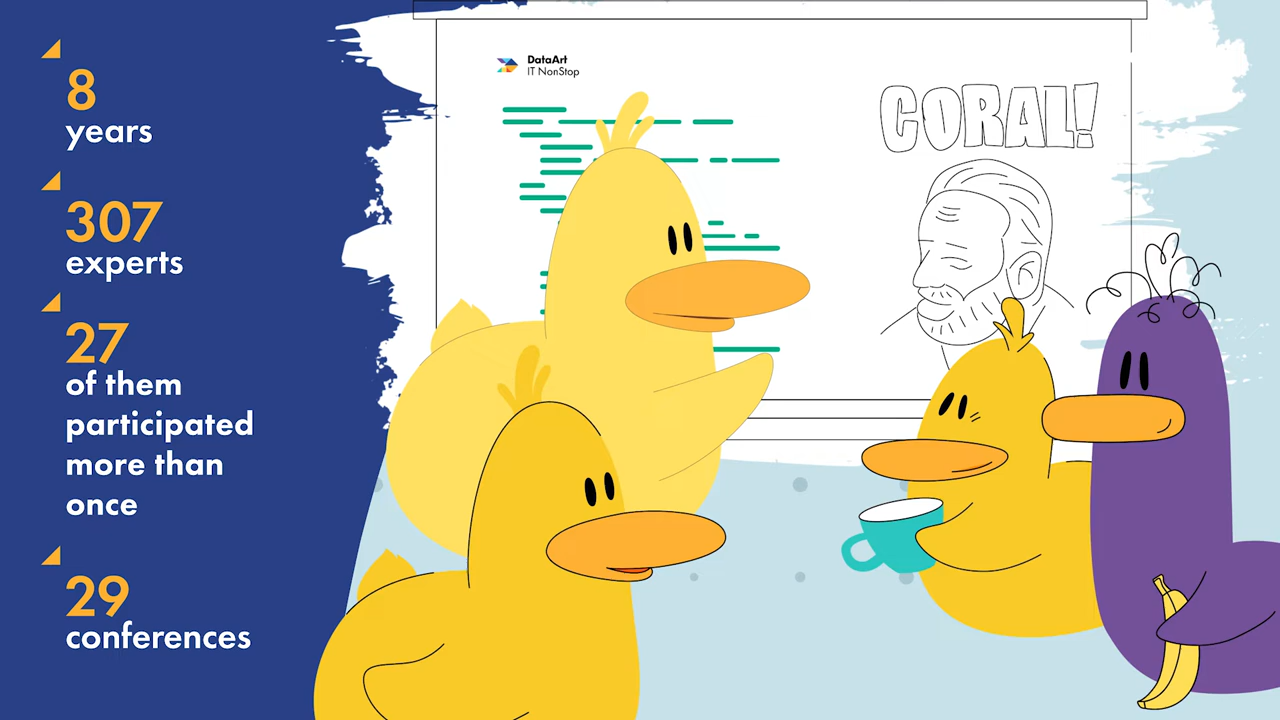 8
years
307
experts
27
of them
participated
more than
once
29
conferences
DataArt
IT NonStop
CORAL!